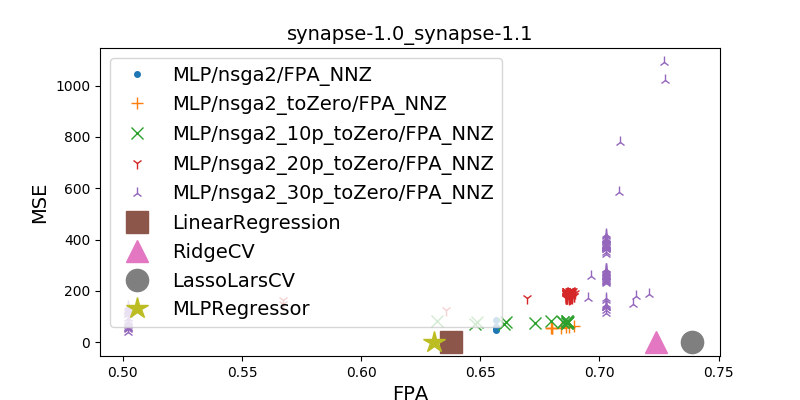 synapse-1.0_synapse-1.1
MSE
1000
800
600
400
200
0
MLP/nsga2/FPA_NNZ
MLP/nsga2_toZero/FPA_NNZ
MLP/nsga2_10p_toZero/FPA_NNZ
MLP/nsga2_20p_toZero/FPA_NNZ
MLP/nsga2_30p_toZero/FPA_NNZ
LinearRegression
RidgeCV
LassoLarsCV
MLPRegressor
0.50 0.55 0.60 0.65 0.70 0.75
FPA